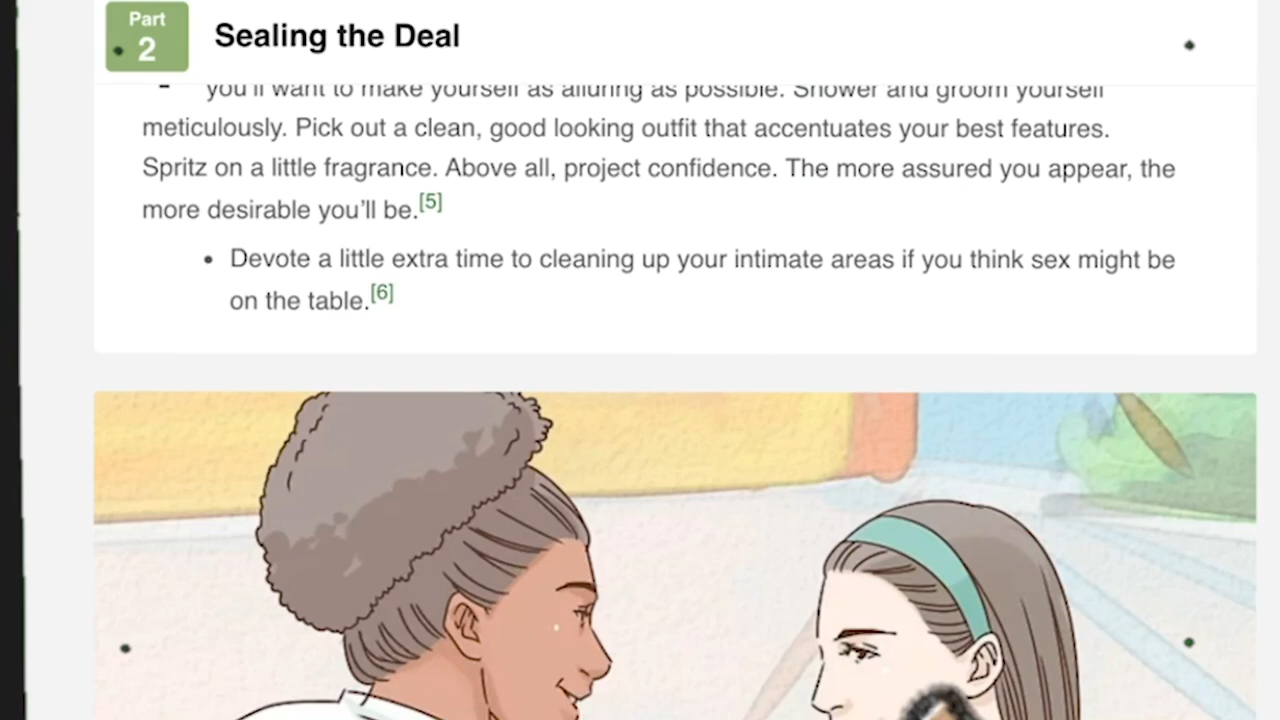 Part
2
Sealing the Deal
you'll want to make yourself as alluring as possible. Shower and groom yourself
meticulously. Pick out a clean, good looking outfit that accentuates your best features.
Spritz on a little fragrance. Above all, project confidence. The more assured you appear, the
more desirable you’ll be.[5]
• Devote a little extra time to cleaning up your intimate areas if you think sex might be
on the table.[6]